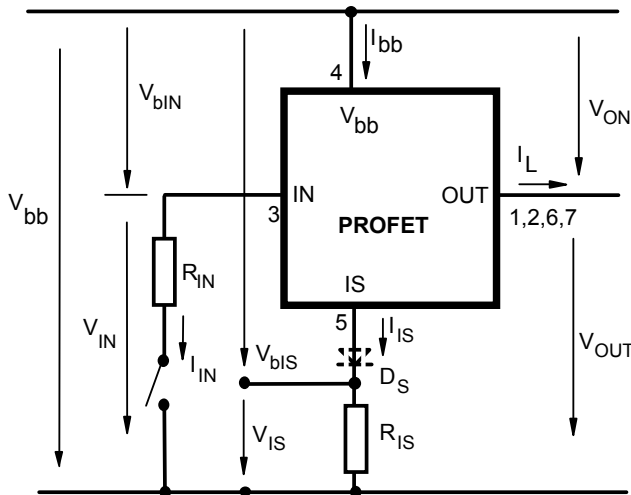 I_bb
4
V_bb
V_bIN
V_ON
I_L
IN
OUT
3
PROFET
1,2,6,7
V_bb
R_IN
IS
5
I_IS
V_IN
I_IN
V_bIS
D_S
V_OUT
V_IS
R_IS